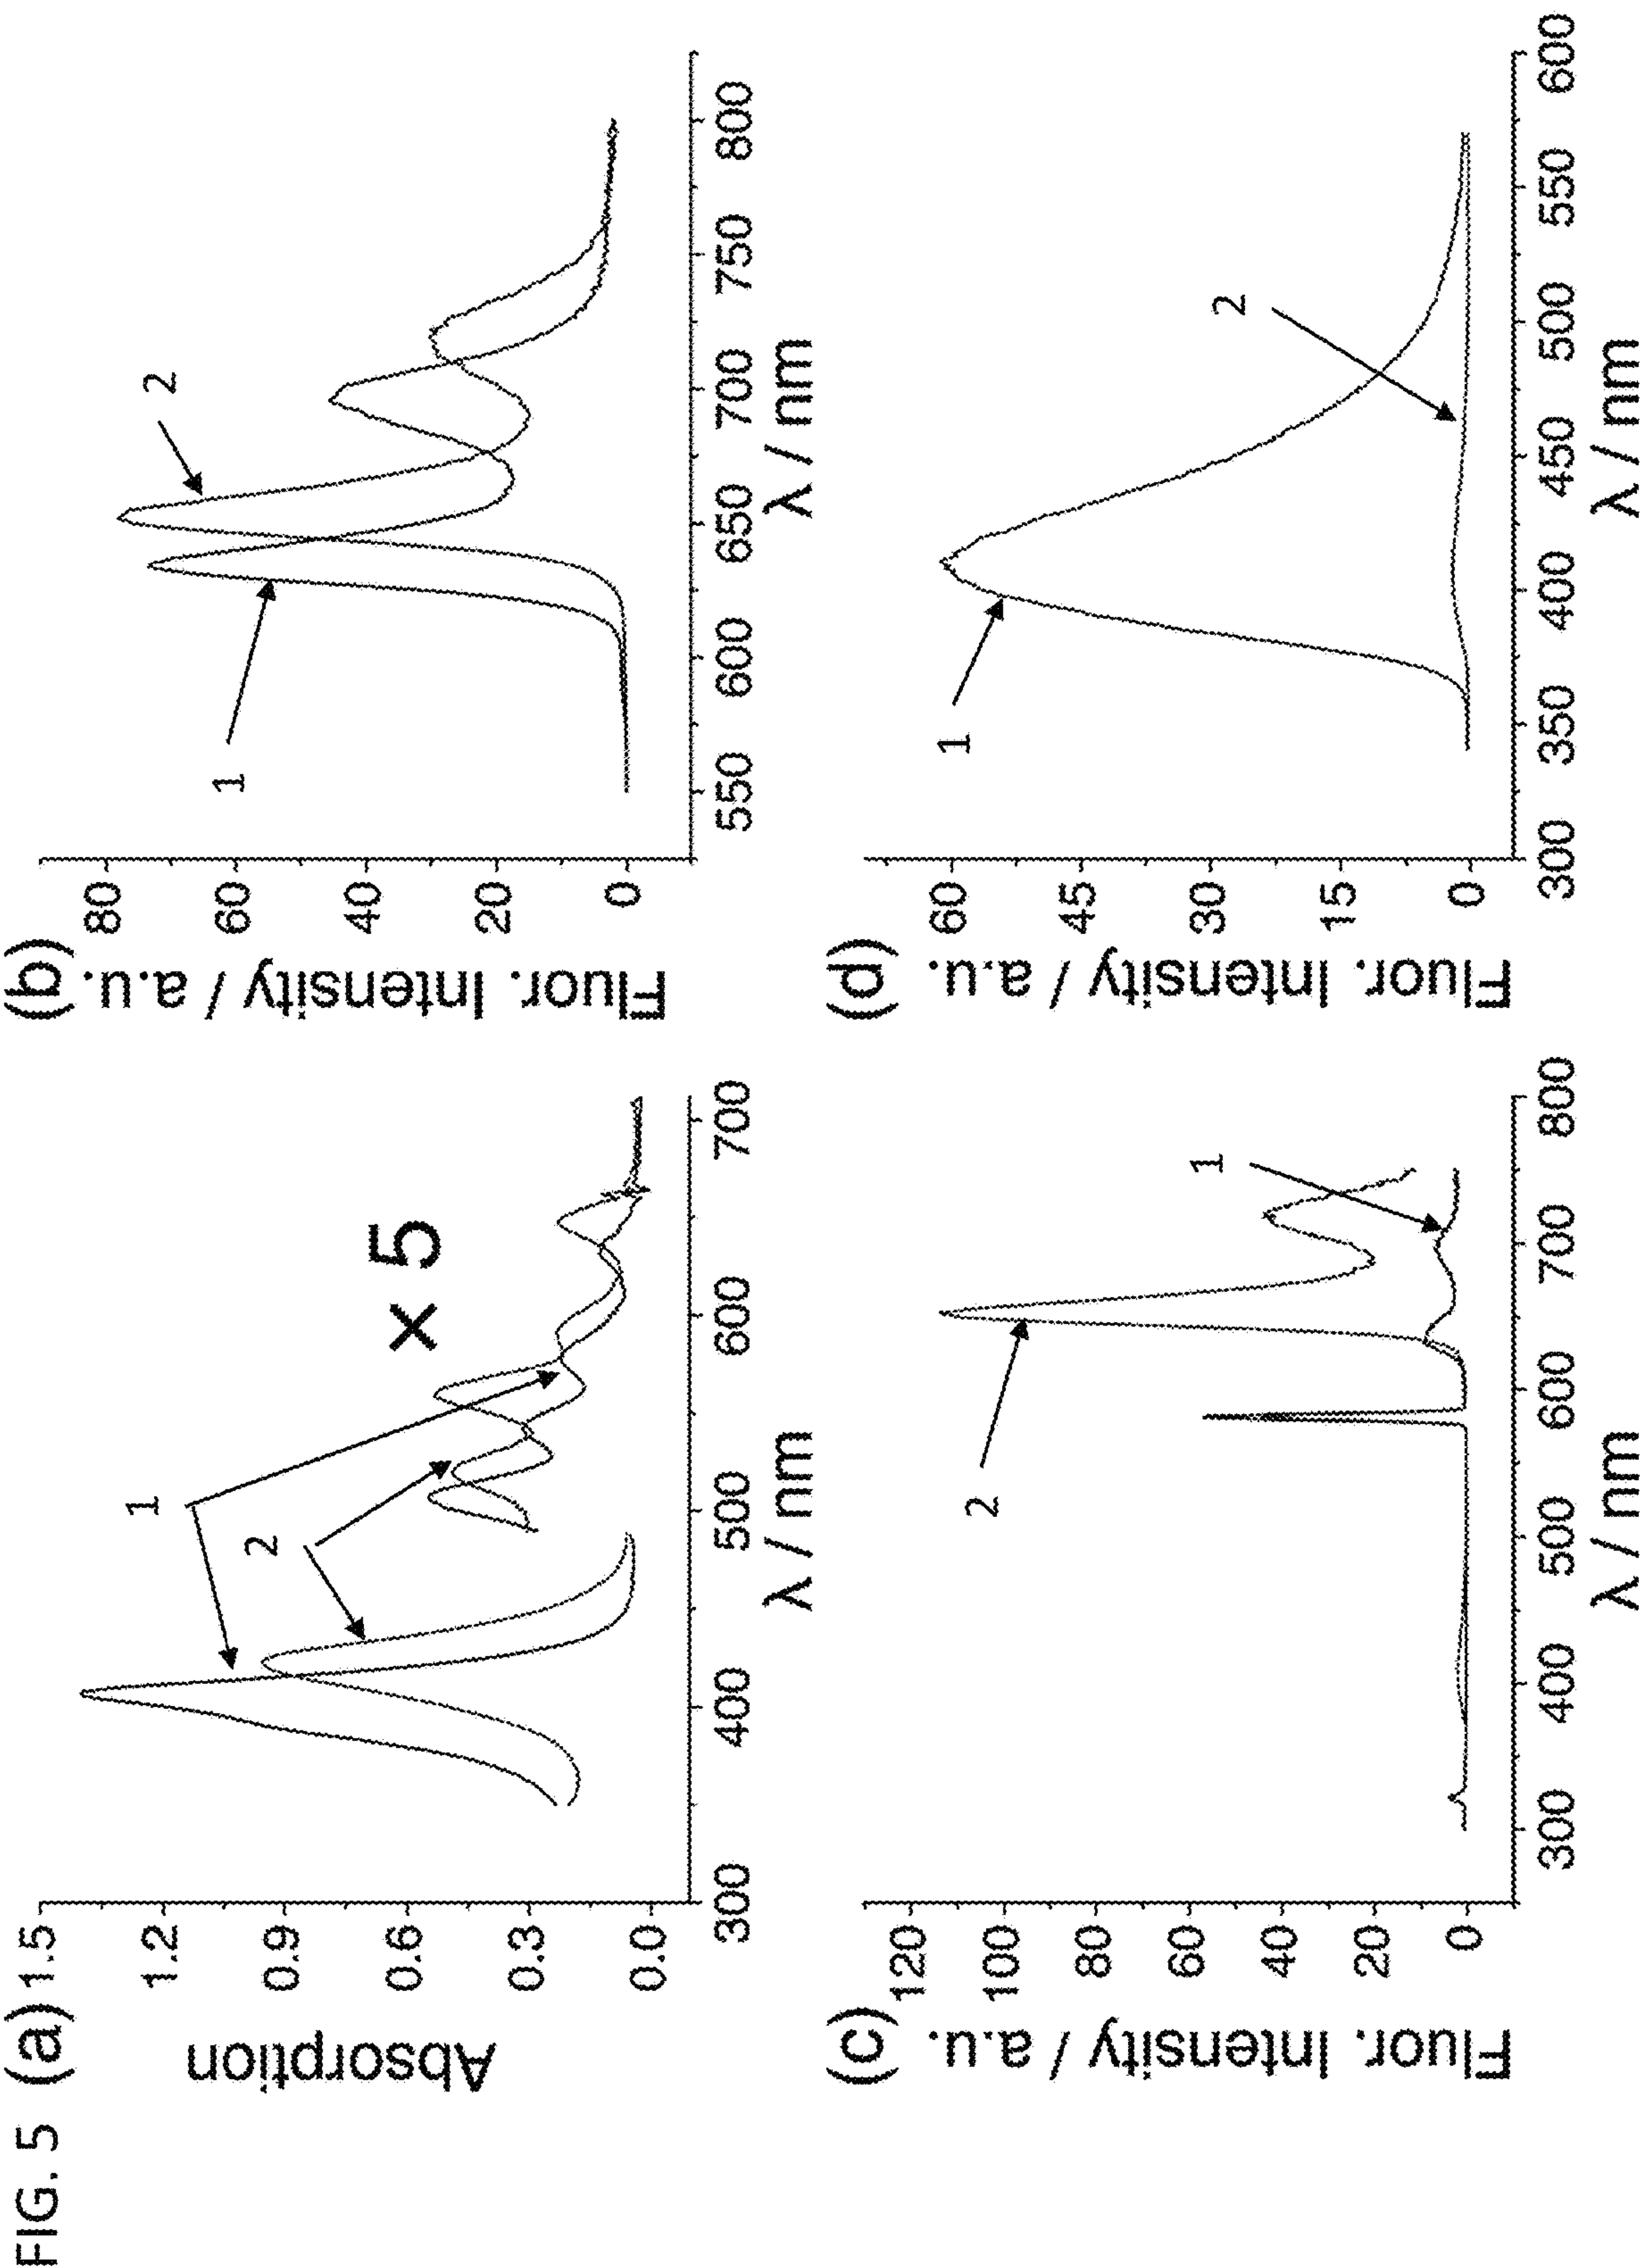 FIG. 5
(a)
Absorption
1.5
1.2
0.9
0.6
0.3
0.0
1
2
× 5
300 400 500 600 700
λ / nm
(b)
Fluor. Intensity / a.u.
80
60
40
20
0
1
2
550 600 650 700 750 800
λ / nm
(c)
Fluor. Intensity / a.u.
120
100
80
60
40
20
0
2
1
300 400 500 600 700 800
λ / nm
(d)
Fluor. Intensity / a.u.
60
45
30
15
0
1
2
300 350 400 450 500 550 600
λ / nm